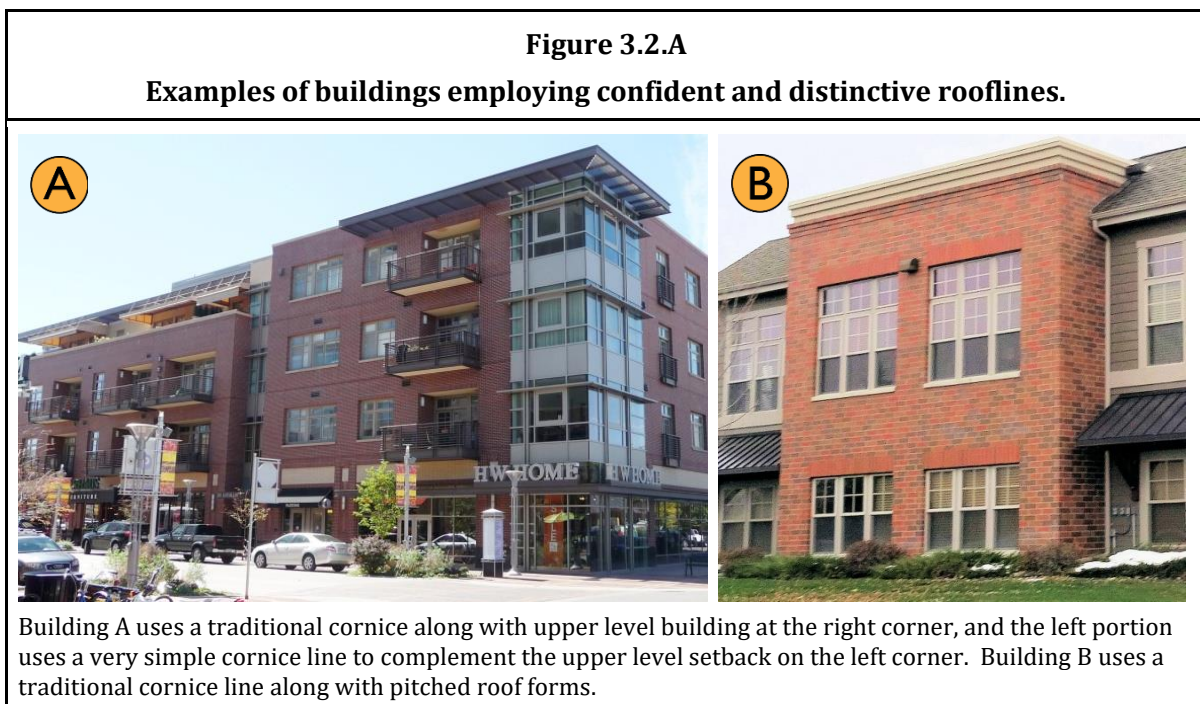 Figure 3.2.A
Examples of buildings employing confident and distinctive rooflines.
A
B
HW HOME
HW HOME
SALE
Building A uses a traditional cornice along with upper level building at the right corner, and the left portion
uses a very simple cornice line to complement the upper level setback on the left corner.  Building B uses a
traditional cornice line along with pitched roof forms.